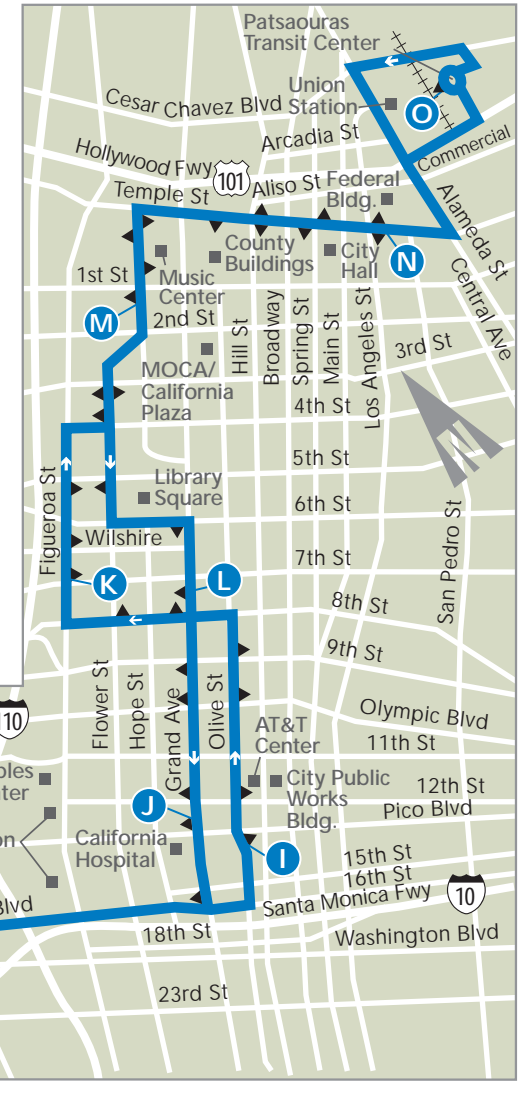 Patsaouras
Transit Center
Union
Station
O
Cesar Chavez Blvd
Arcadia St
Commercial
Hollywood Fwy
101
Aliso St
Federal
Bldg.
Temple St
Alameda St
County
Buildings
City
Hall
N
Central Ave
1st St
Music
Center
M
2nd St
Hill St
Broadway
Spring St
Main St
Los Angeles St
3rd St
MOCA/
California
Plaza
4th St
N
5th St
Library
Square
6th St
Figueroa St
Wilshire
7th St
San Pedro St
K
L
8th St
9th St
Flower St
Hope St
Grand Ave
Olive St
Olympic Blvd
10
AT&T
Center
11th St
City Public
Works
Bldg.
12th St
Pico Blvd
J
California
Hospital
I
15th St
16th St
Santa Monica Fwy
10
18th St
Washington Blvd
23rd St